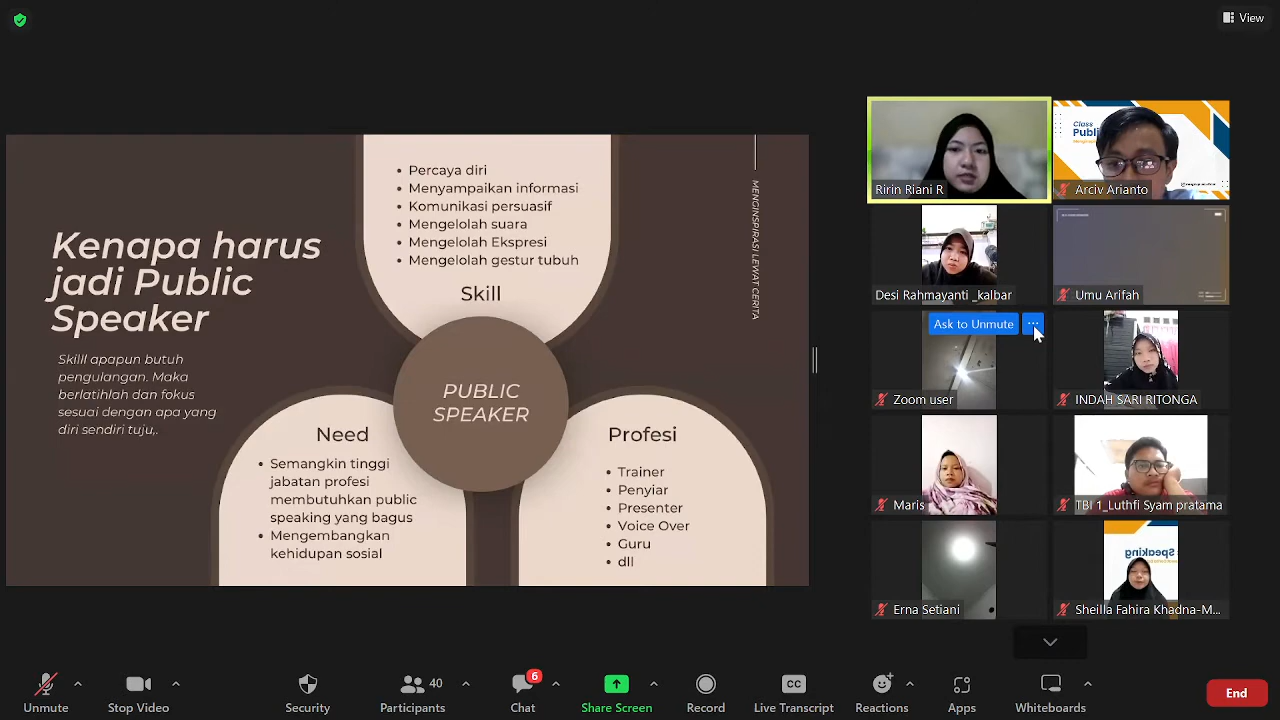 View
Kenapa harus
jadi Public
Speaker
Skilll apapun butuh
pengulangan. Maka
berlatihlah dan fokus
sesuai dengan apa yang
diri sendiri tuju,.
Percaya diri
Menyampaikan informasi
Komunikasi persuasif
Mengelolah suara
Mengelolah Ekspresi
Mengelolah gestur tubuh
Skill
MENGINSPIRASI LEWAT CERITA
PUBLIC
SPEAKER
Need
Semangkin tinggi
jabatan profesi
membutuhkan public
speaking yang bagus
Mengembangkan
kehidupan sosial
Profesi
Trainer
Penyiar
Presenter
Voice Over
Guru
dll
Ririn Riani R
Class
Publi
Arciv Arianto
Desi Rahmayanti _kalbar
Umu Arifah
Ask to Unmute ...
Zoom user
INDAH SARI RITONGA
Maris
TBI 1_Luthfi Syam pratama
Erna Setiani
Speaking
Sheilla Fahira Khadna-M...
Unmute
Stop Video
Security
Participants
40
Chat
6
Share Screen
Record
CC
Live Transcript
Reactions
Apps
Whiteboards
End